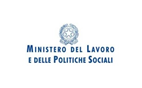 MINISTERO DEL LAVORO
E DELLE POLITICHE SOCIALI